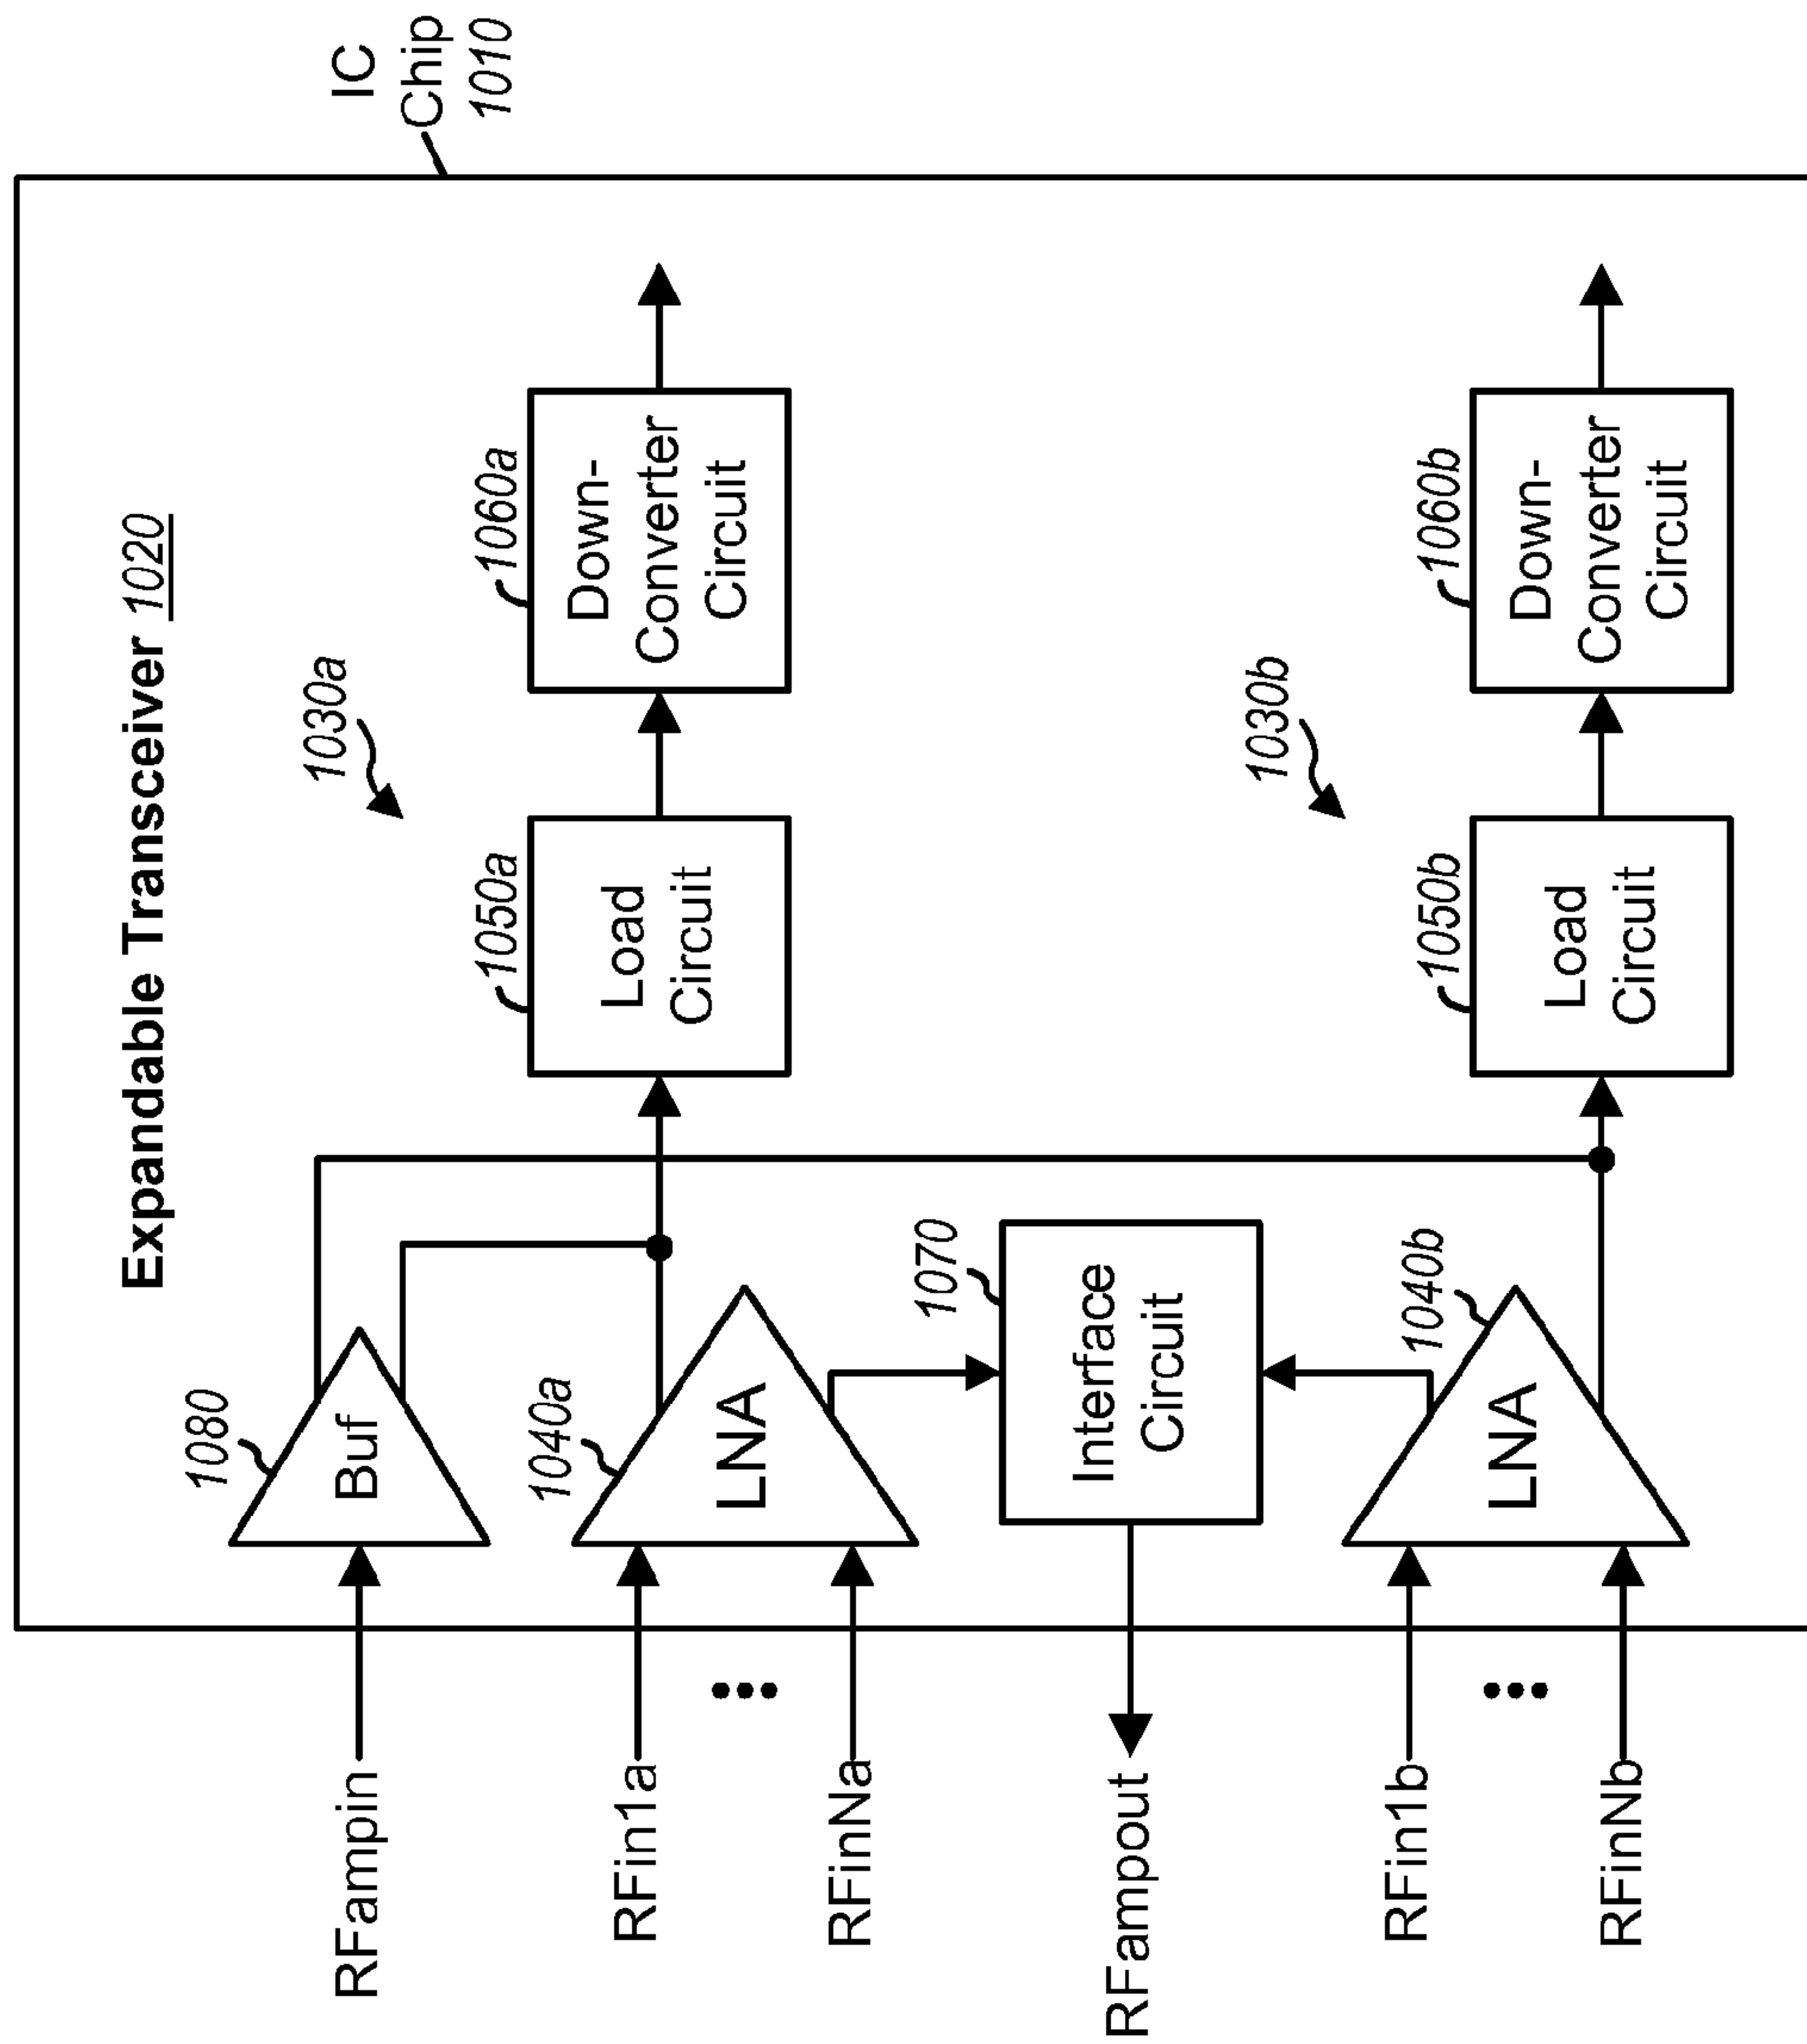 IC
Chip
1010
Expandable Transceiver 1020
RFampin
1080
Buf
1030a
RFin1a
RFinNa
1040a
LNA
1050a
Load
Circuit
1060a
Down-
Converter
Circuit
RFampout
1070
Interface
Circuit
1030b
RFin1b
RFinNb
1040b
LNA
1050b
Load
Circuit
1060b
Down-
Converter
Circuit